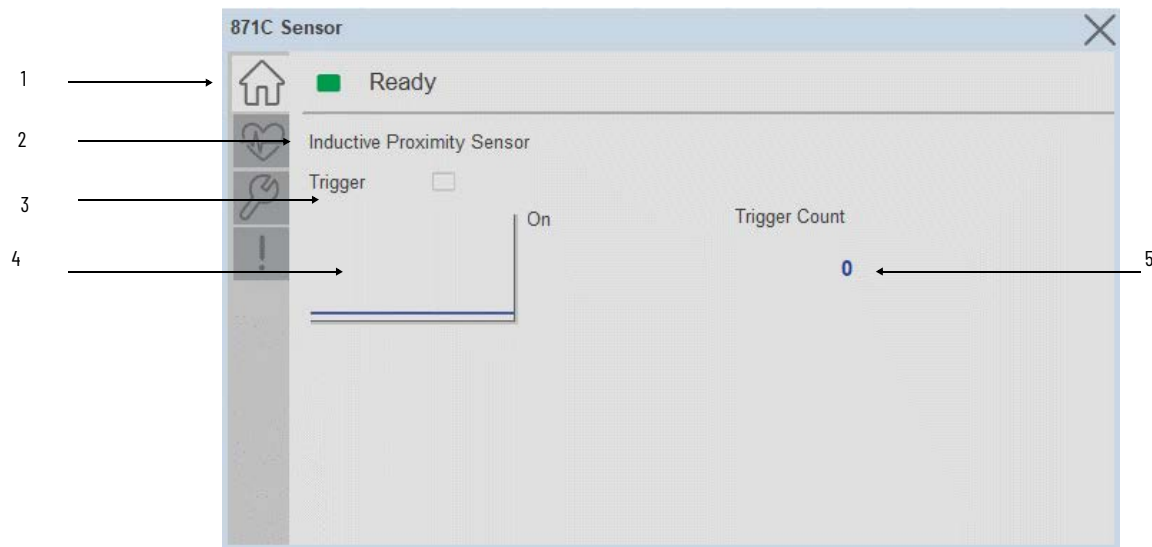 871C Sensor
1
Ready
2
Inductive Proximity Sensor
3
Trigger
On
Trigger Count
4
!
0
5